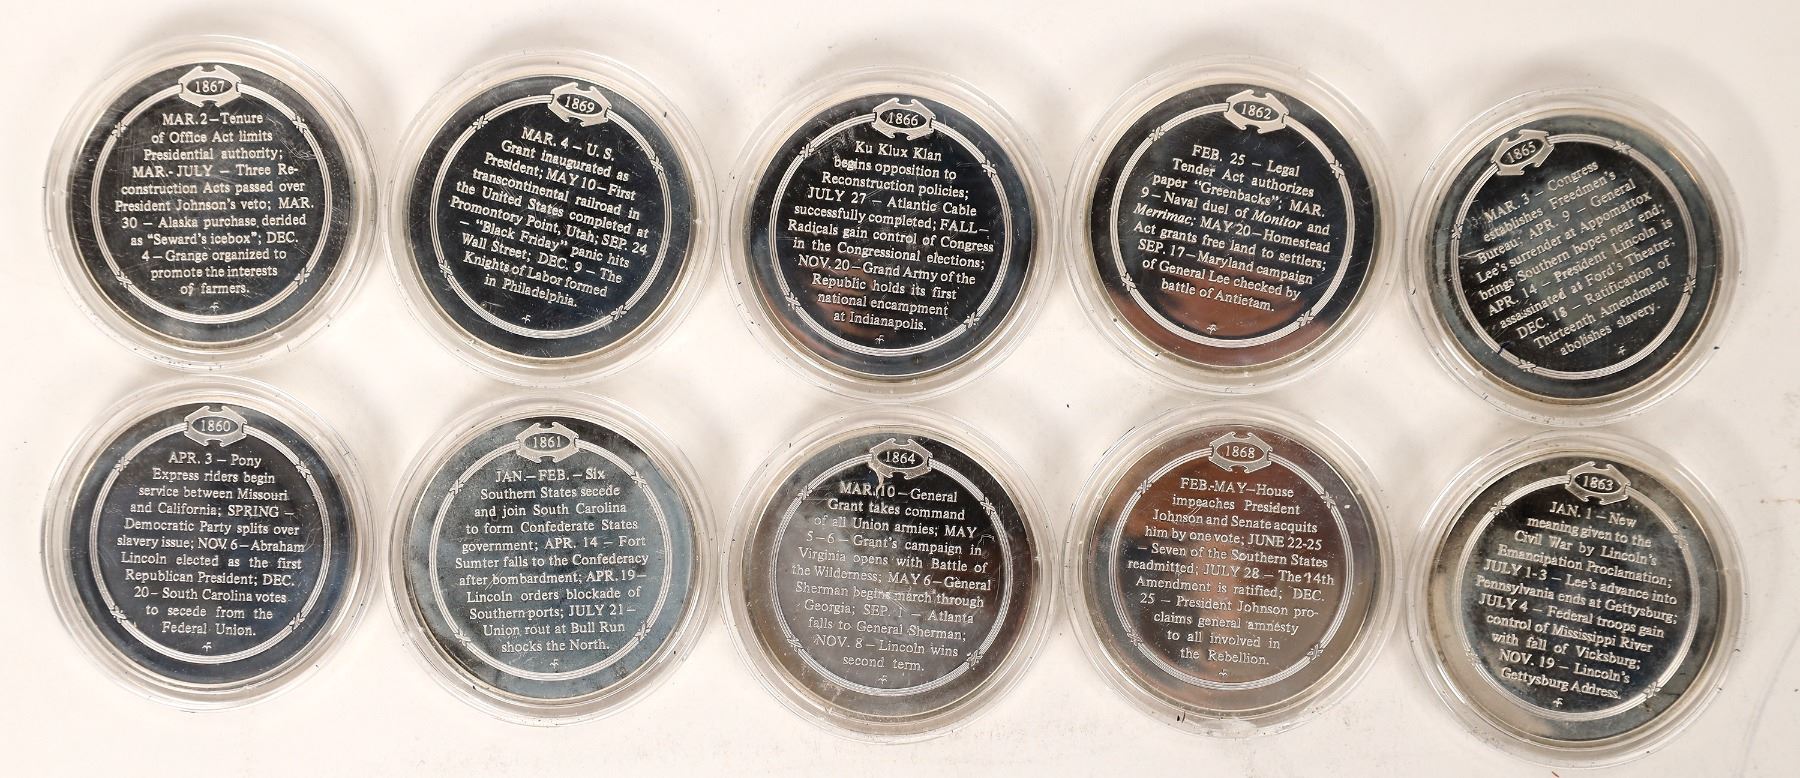 1867
MAR. 2 — Tenure
of Office Act limits
Presidential authority;
MAR.- JULY — Three Re-
construction Acts passed over
President Johnson's veto; MAR.
30 — Alaska purchase derided
as "Seward's icebox"; DEC.
4 — Grange organized to
promote the interests
of farmers.
1869
MAR. 4 — U. S.
Grant inaugurated as
President; MAY 10 — First
transcontinental railroad in
the United States completed at
Promontory Point, Utah; SEP. 24
— "Black Friday" panic hits
Wall Street; DEC. 9 — The
Knights of Labor formed
in Philadelphia.
1866
Ku Klux Klan
begins opposition to
Reconstruction policies;
JULY 27 — Atlantic Cable
successfully completed; FALL —
Radicals gain control of Congress
in the Congressional elections;
NOV. 20 — Grand Army of the
Republic holds its first
national encampment
at Indianapolis.
1862
FEB. 25 — Legal
Tender Act authorizes
paper "Greenbacks"; MAR.
9 — Naval duel of Monitor and
Merrimac; MAY 20 — Homestead
Act grants free land to settlers;
SEP. 17 — Maryland campaign
of General Lee checked by
battle of Antietam.
1865
MAR. 3 — Congress
establishes Freedmen's
Bureau; APR. 9 — General
Lee's surrender at Appomattox
brings Southern hopes near end;
APR. 14 — President Lincoln is
assassinated at Ford's Theatre;
DEC. 18 — Ratification of
Thirteenth Amendment
abolishes slavery.
1860
APR. 3 — Pony
Express riders begin
service between Missouri
and California; SPRING —
Democratic Party splits over
slavery issue; NOV. 6 — Abraham
Lincoln elected as the first
Republican President; DEC.
20 — South Carolina votes
to secede from the
Federal Union.
1861
JAN. — FEB. — Six
Southern States secede
and join South Carolina
to form Confederate States
government; APR. 14 — Fort
Sumter falls to the Confederacy
after bombardment; APR. 19 —
Lincoln orders blockade of
Southern ports; JULY 21 —
Union rout at Bull Run
shocks the North.
1864
MAR. 10 — General
Grant takes command
of all Union armies; MAY
5 – 6 — Grant's campaign in
Virginia opens with Battle of
the Wilderness; MAY 6 — General
Sherman begins march through
Georgia; SEP. 1 — Atlanta
falls to General Sherman;
NOV. 8 — Lincoln wins
second term.
1868
FEB.-MAY — House
impeaches President
Johnson and Senate acquits
him by one vote; JUNE 22-25
— Seven of the Southern States
readmitted; JULY 28 — The 14th
Amendment is ratified; DEC.
25 — President Johnson pro-
claims general amnesty
to all involved in
the Rebellion.
1863
JAN. 1 — New
meaning given to the
Civil War by Lincoln's
Emancipation Proclamation;
JULY 1-3 — Lee's advance into
Pennsylvania ends at Gettysburg;
JULY 4 — Federal troops gain
control of Mississippi River
with fall of Vicksburg;
NOV. 19 — Lincoln's
Gettysburg Address.